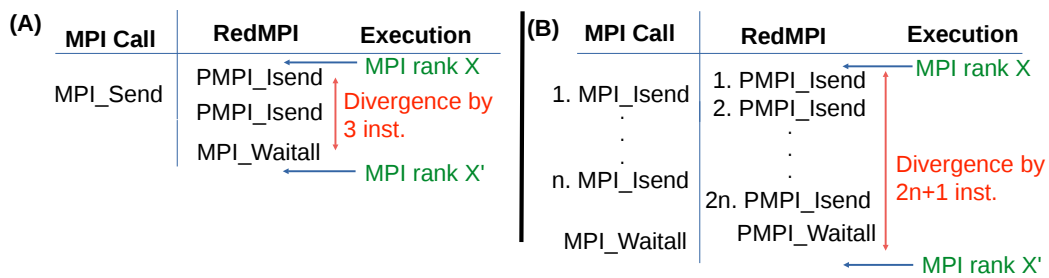 (A)
MPI Call RedMPI Execution
MPI_Send
PMPI_Isend
PMPI_Isend
MPI_Waitall
MPI rank X
Divergence by
3 inst.
MPI rank X'
(B)
MPI Call RedMPI Execution
1. MPI_Isend
.
.
.
n. MPI_Isend
MPI_Waitall
1. PMPI_Isend
2. PMPI_Isend
.
.
.
2n. PMPI_Isend
PMPI_Waitall
MPI rank X
Divergence by
2n+1 inst.
MPI rank X'